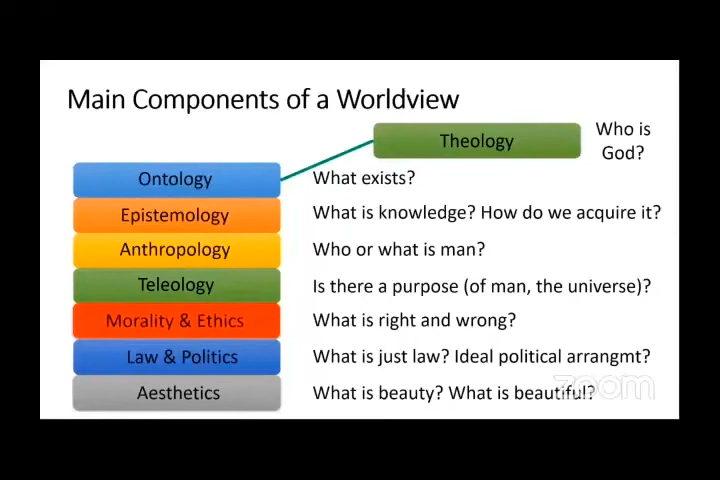 Main Components of a Worldview
Theology
Who is
God?
Ontology
What exists?
Epistemology
What is knowledge? How do we acquire it?
Anthropology
Who or what is man?
Teleology
Is there a purpose (of man, the universe)?
Morality & Ethics
What is right and wrong?
Law & Politics
What is just law? Ideal political arrangmt?
Aesthetics
What is beauty? What is beautiful?
zoom